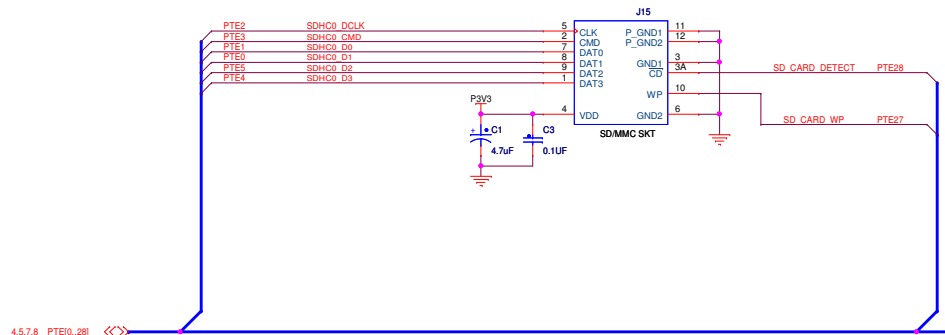 J15
PTE2 SDHC0_DCLK 5 CLK P_GND1 11
PTE3 SDHC0_CMD 2 CMD P_GND2 12
PTE1 SDHC0_D0 7 DAT0
PTE0 SDHC0_D1 8 DAT1 GND1 3
PTE5 SDHC0_D2 9 DAT2 CD 3A SD_CARD_DETECT PTE28
PTE4 SDHC0_D3 1 DAT3
WP 10
P3V3
4 VDD GND2 6
SD_CARD_WP PTE27
SD/MMC SKT
+ C1 C3
4.7uF 0.1UF
4,5,7,8 PTE[0..28]